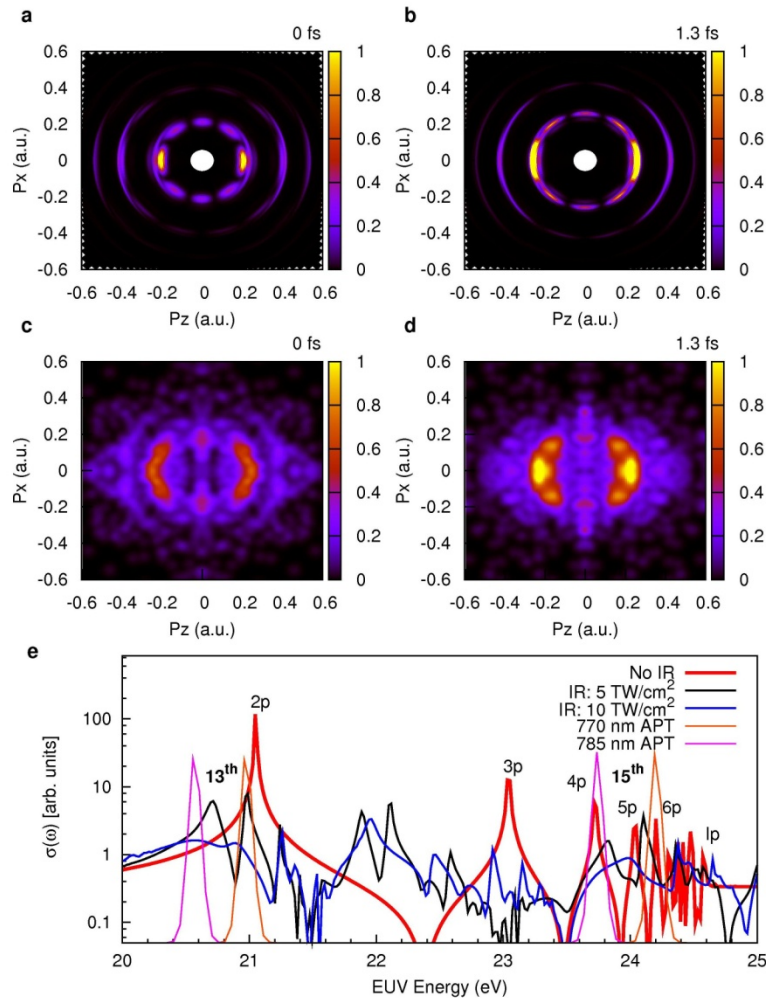 a
0 fs
b
1.3 fs
Px (a.u.)
0.6
0.4
0.2
0
-0.2
-0.4
-0.6
-0.6 -0.4 -0.2 0 0.2 0.4 0.6
Pz (a.u.)
1
0.8
0.6
0.4
0.2
0
Px (a.u.)
0.6
0.4
0.2
0
-0.2
-0.4
-0.6
-0.6 -0.4 -0.2 0 0.2 0.4 0.6
Pz (a.u.)
1
0.8
0.6
0.4
0.2
0
c
0 fs
d
1.3 fs
Px (a.u.)
0.6
0.4
0.2
0
-0.2
-0.4
-0.6
-0.6 -0.4 -0.2 0 0.2 0.4 0.6
Pz (a.u.)
1
0.8
0.6
0.4
0.2
0
Px (a.u.)
0.6
0.4
0.2
0
-0.2
-0.4
-0.6
-0.6 -0.4 -0.2 0 0.2 0.4 0.6
Pz (a.u.)
1
0.8
0.6
0.4
0.2
0
e
No IR
IR: 5 TW/cm²
IR: 10 TW/cm²
770 nm APT
785 nm APT
2p
13th
3p
4p
15th
5p
6p
Ip
σ(ω) [arb. units]
100
10
1
0.1
20 21 22 23 24 25
EUV Energy (eV)